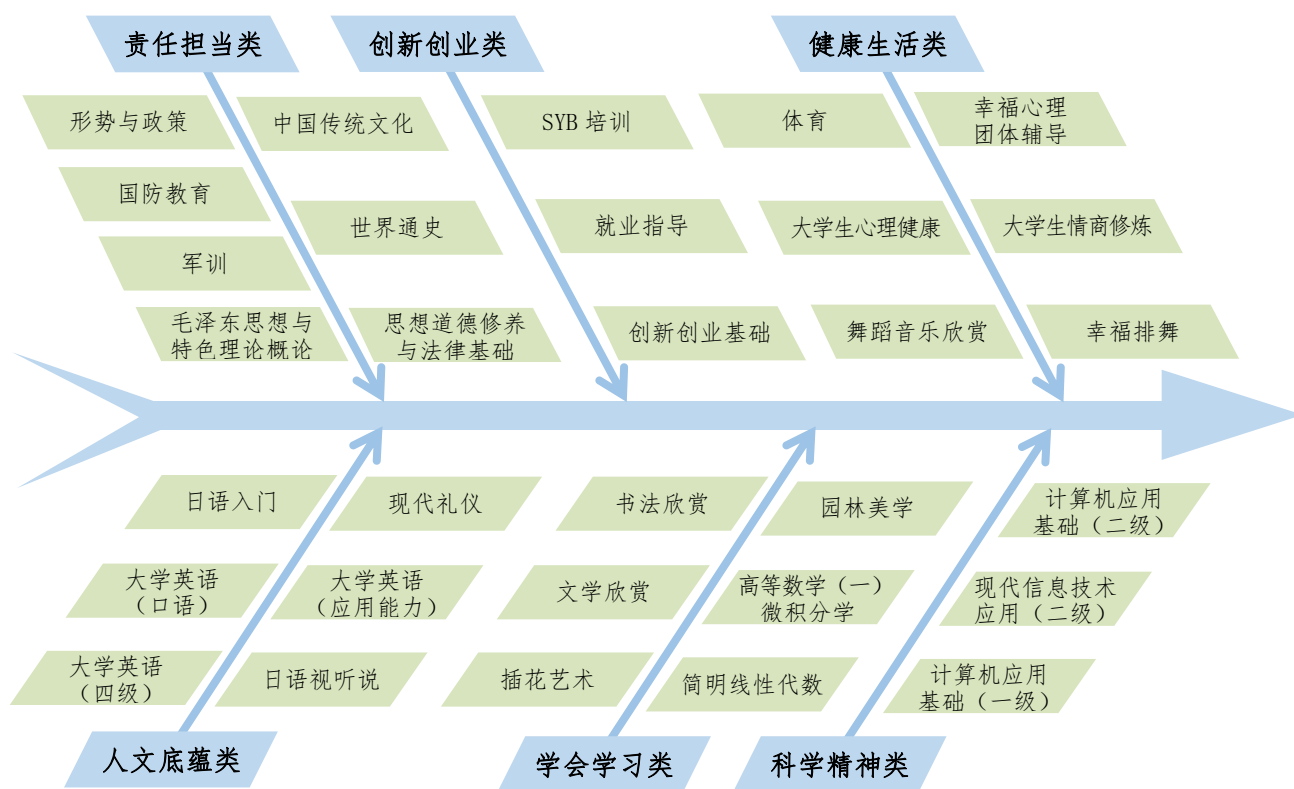 责任担当类
创新创业类
健康生活类
形势与政策
中国传统文化
SYB 培训
体育
幸福心理
团体辅导
国防教育
世界通史
就业指导
大学生心理健康
大学生情商修炼
军训
毛泽东思想与
特色理论概论
思想道德修养
与法律基础
创新创业基础
舞蹈音乐欣赏
幸福排舞
日语入门
现代礼仪
书法欣赏
园林美学
计算机应用
基础（二级）
大学英语
（口语）
大学英语
（应用能力）
文学欣赏
高等数学（一）
微积分学
现代信息技术
应用（二级）
大学英语
（四级）
日语视听说
插花艺术
简明线性代数
计算机应用
基础（一级）
人文底蕴类
学会学习类
科学精神类